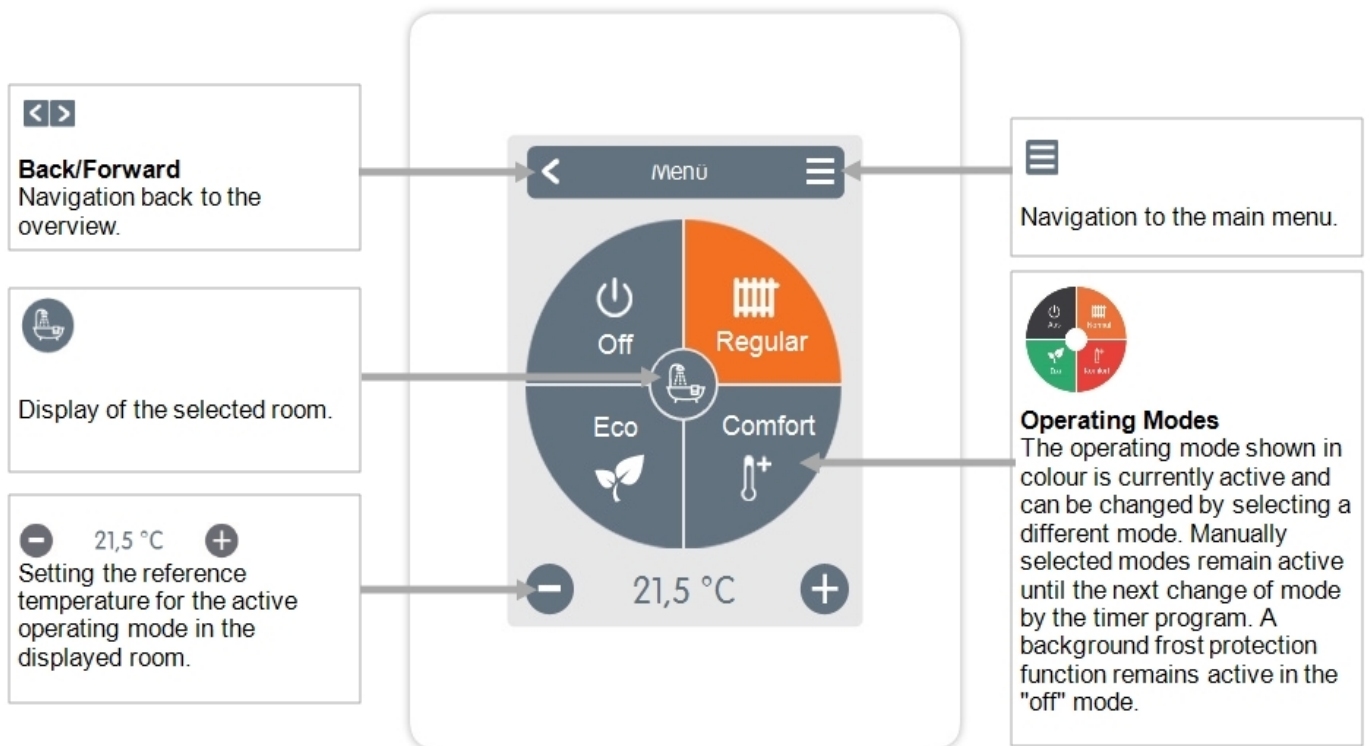 Back/Forward
Navigation back to the
overview.
Display of the selected room.
21,5 °C
Setting the reference
temperature for the active
operating mode in the
displayed room.
Menü
Off
Regular
Eco
Comfort
21,5 °C
Navigation to the main menu.
Aus
Normal
Eco
Komfort
Operating Modes
The operating mode shown in
colour is currently active and
can be changed by selecting a
different mode. Manually
selected modes remain active
until the next change of mode
by the timer program. A
background frost protection
function remains active in the
"off" mode.